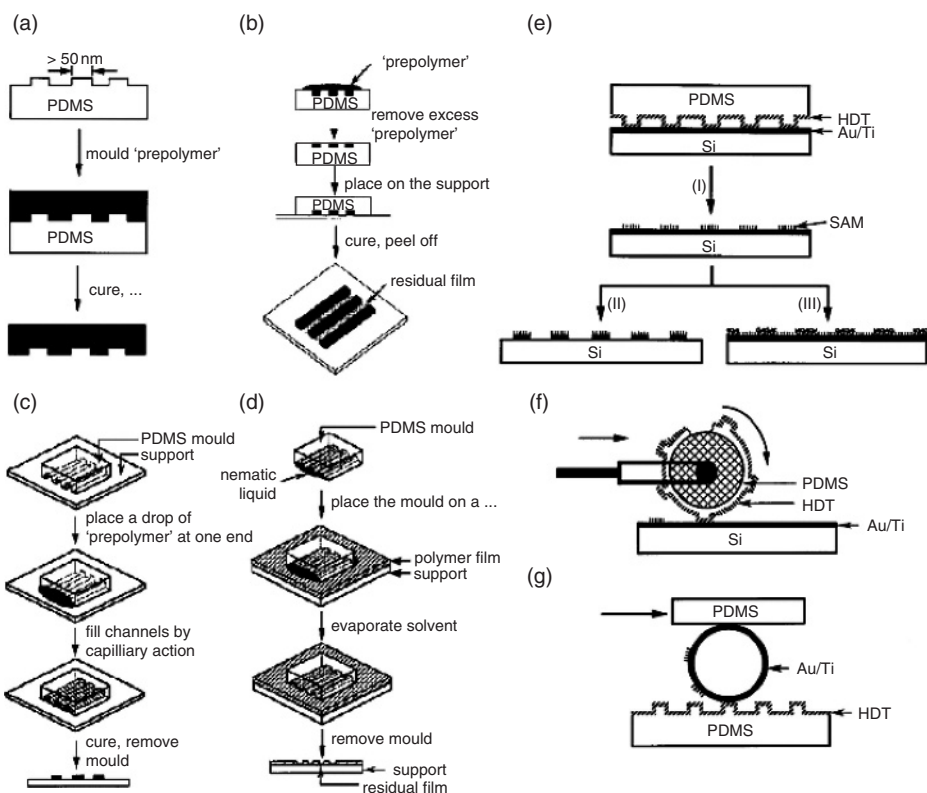 (a)
> 50 nm
PDMS
mould ‘prepolymer’
PDMS
cure, ...
(b)
‘prepolymer’
PDMS
remove excess
‘prepolymer’
PDMS
place on the support
PDMS
cure, peel off
residual film
(e)
PDMS
HDT
Au/Ti
Si
(I)
SAM
Si
(II)
(III)
Si
Si
(c)
PDMS mould
support
place a drop of
‘prepolymer’ at one end
fill channels by
capilliary action
cure, remove
mould
(d)
PDMS mould
nematic
liquid
place the mould on a ...
polymer film
support
evaporate solvent
remove mould
support
residual film
(f)
PDMS
HDT
Au/Ti
Si
(g)
PDMS
Au/Ti
HDT
PDMS